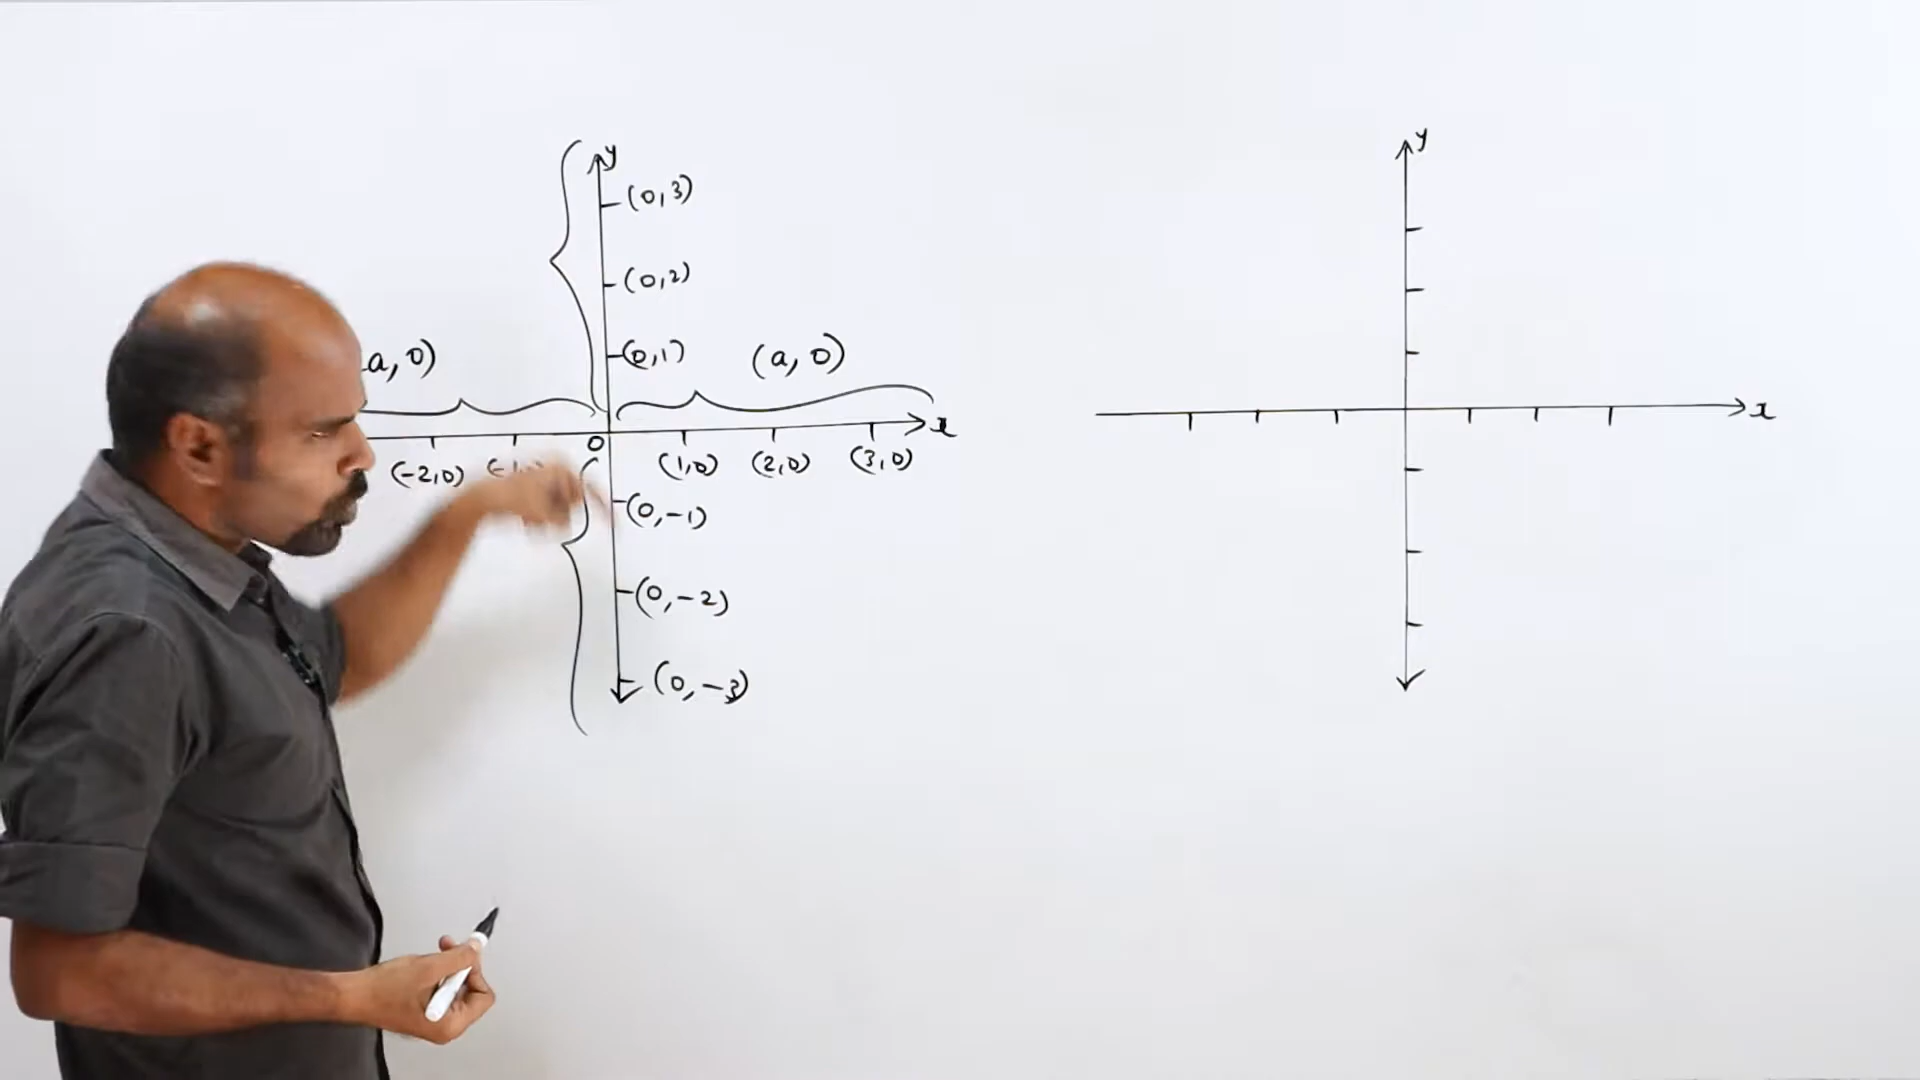 y
(0,3)
(0,2)
a, 0) (0,1) (a, 0)
x
0
(-2,0) (1,0) (2,0) (3,0)
(0,-1)
(0,-2)
(0,-3)
y
x